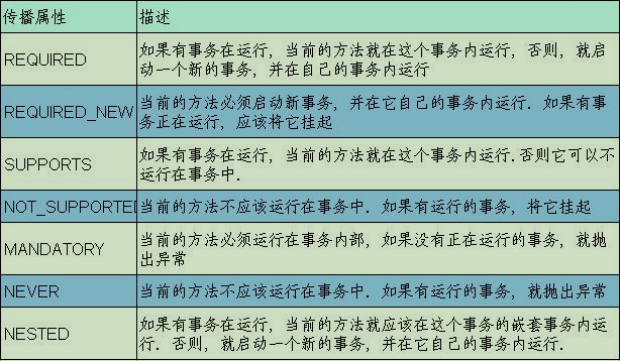 传播属性 描述
REQUIRED 如果有事务在运行，当前的方法就在这个事务内运行，否则，就启
动一个新的事务，并在自己的事务内运行
REQUIRED_NEW 当前的方法必须启动新事务，并在它自己的事务内运行. 如果有事
务正在运行，应该将它挂起
SUPPORTS 如果有事务在运行，当前的方法就在这个事务内运行.否则它可以不
运行在事务中.
NOT_SUPPORTED 当前的方法不应该运行在事务中. 如果有运行的事务，将它挂起
MANDATORY 当前的方法必须运行在事务内部，如果没有正在运行的事务，就抛
出异常
NEVER 当前的方法不应该运行在事务中. 如果有运行的事务，就抛出异常
NESTED 如果有事务在运行，当前的方法就应该在这个事务的嵌套事务内运
行. 否则，就启动一个新的事务，并在它自己的事务内运行.